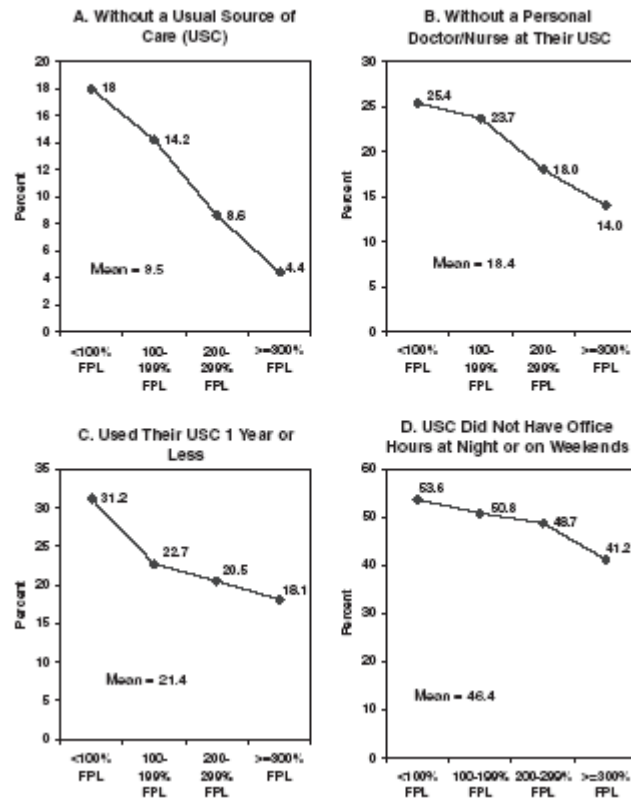 A. Without a Usual Source of
Care (USC)
20
18
16
14
12
10
8
6
4
2
0
Percent
18
14.2
8.6
4.4
Mean = 9.5
<100%
FPL
100-
199%
FPL
200-
299%
FPL
>=300%
FPL
B. Without a Personal
Doctor/Nurse at Their USC
30
25
20
15
10
5
0
Percent
25.4
23.7
18.0
14.0
Mean = 18.4
<100%
FPL
100-
199%
FPL
200-
299%
FPL
>=300%
FPL
C. Used Their USC 1 Year or
Less
35
30
25
20
15
10
5
0
Percent
31.2
22.7
20.5
18.1
Mean = 21.4
<100%
FPL
100-
199%
FPL
200-
299%
FPL
>=300%
FPL
D. USC Did Not Have Office
Hours at Night or on Weekends
60
50
40
30
20
10
0
Percent
53.6
50.8
48.7
41.2
Mean = 46.4
<100%
FPL
100-199%
FPL
200-299%
FPL
>=300%
FPL